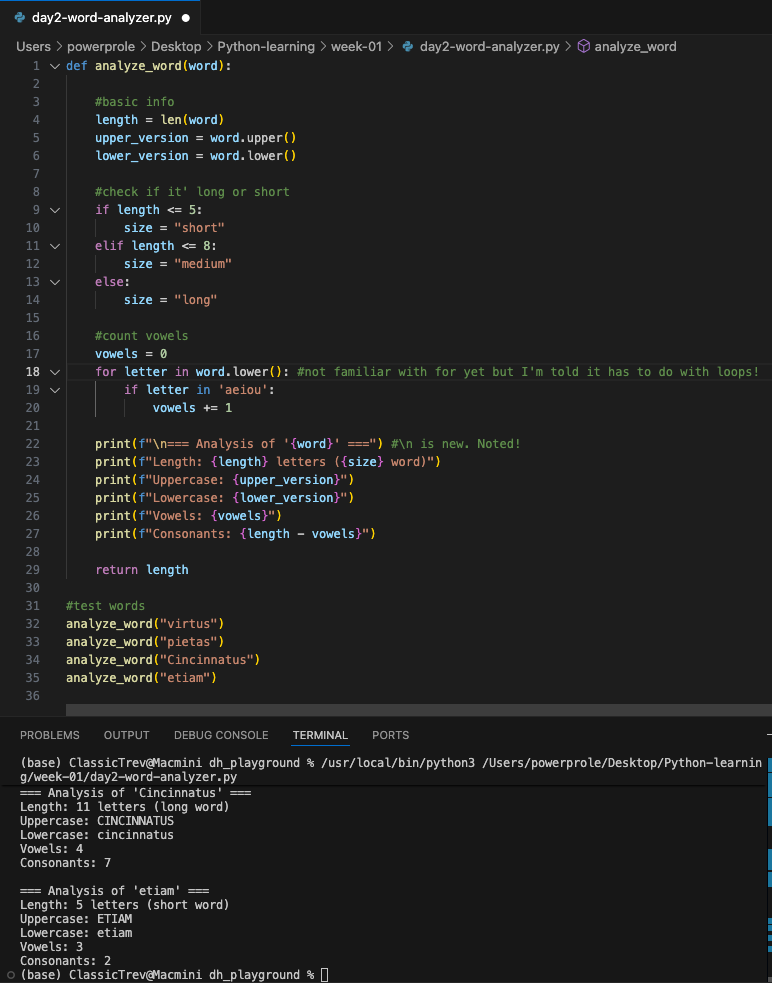 day2-word-analyzer.py
Users > powerprole > Desktop > Python-learning > week-01 > day2-word-analyzer.py > analyze_word
1 def analyze_word(word):
2
3 #basic info
4 length = len(word)
5 upper_version = word.upper()
6 lower_version = word.lower()
7
8 #check if it' long or short
9 if length <= 5:
10 size = "short"
11 elif length <= 8:
12 size = "medium"
13 else:
14 size = "long"
15
16 #count vowels
17 vowels = 0
18 for letter in word.lower(): #not familiar with for yet but I'm told it has to do with loops!
19 if letter in 'aeiou':
20 vowels += 1
21
22 print(f"\n=== Analysis of '{word}' ===") #\n is new. Noted!
23 print(f"Length: {length} letters ({size} word)")
24 print(f"Uppercase: {upper_version}")
25 print(f"Lowercase: {lower_version}")
26 print(f"Vowels: {vowels}")
27 print(f"Consonants: {length - vowels}")
28
29 return length
30
31 #test words
32 analyze_word("virtus")
33 analyze_word("pietas")
34 analyze_word("Cincinnatus")
35 analyze_word("etiam")
36
PROBLEMS OUTPUT DEBUG CONSOLE TERMINAL PORTS
(base) ClassicTrev@Macmini dh_playground % /usr/local/bin/python3 /Users/powerprole/Desktop/Python-learnin
g/week-01/day2-word-analyzer.py
=== Analysis of 'Cincinnatus' ===
Length: 11 letters (long word)
Uppercase: CINCINNATUS
Lowercase: cincinnatus
Vowels: 4
Consonants: 7
=== Analysis of 'etiam' ===
Length: 5 letters (short word)
Uppercase: ETIAM
Lowercase: etiam
Vowels: 3
Consonants: 2
(base) ClassicTrev@Macmini dh_playground %